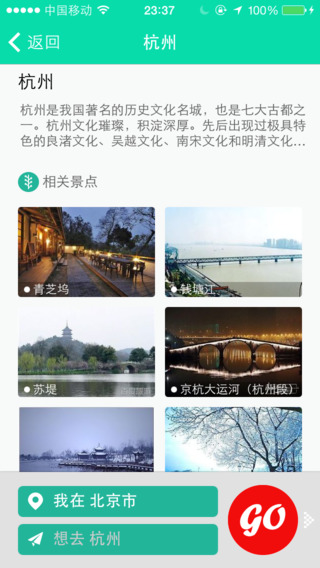 中国移动 23:37 100%
返回 杭州
杭州
杭州是我国著名的历史文化名城，也是七大古都之
一。杭州文化璀璨，积淀深厚。先后出现过极具特
色的良渚文化、吴越文化、南宋文化和明清文化...
相关景点
青芝坞 钱塘江
苏堤 京杭大运河（杭州段）
我在 北京市
想去 杭州
GO